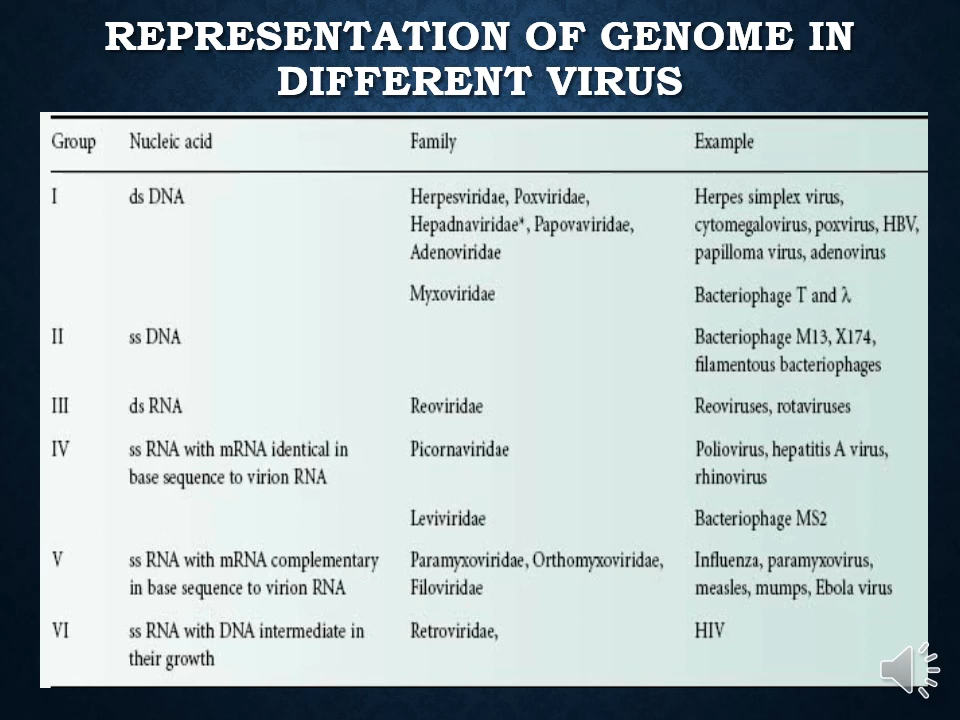 REPRESENTATION OF GENOME IN
DIFFERENT VIRUS
Group Nucleic acid Family Example
I ds DNA Herpesviridae, Poxviridae, Herpes simplex virus,
Hepadnaviridae*, Papovaviridae, cytomegalovirus, poxvirus, HBV,
Adenoviridae papilloma virus, adenovirus
Myxoviridae Bacteriophage T and λ
II ss DNA Bacteriophage M13, X174,
filamentous bacteriophages
III ds RNA Reoviridae Reoviruses, rotaviruses
IV ss RNA with mRNA identical in Picornaviridae Poliovirus, hepatitis A virus,
base sequence to virion RNA rhinovirus
Leviviridae Bacteriophage MS2
V ss RNA with mRNA complementary Paramyxoviridae, Orthomyxoviridae, Influenza, paramyxovirus,
in base sequence to virion RNA Filoviridae measles, mumps, Ebola virus
VI ss RNA with DNA intermediate in Retroviridae, HIV
their growth